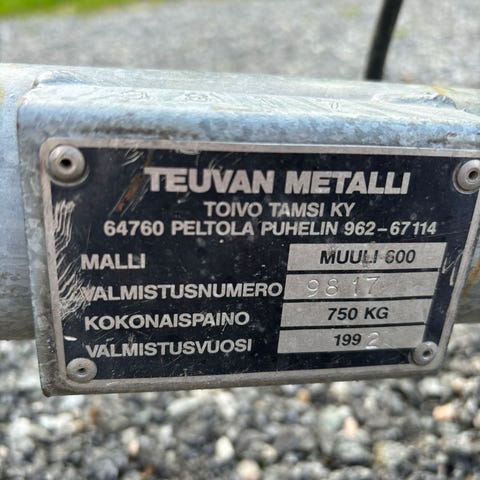 TEUVAN METALLI
TOIVO TAMSI KY
64760 PELTOLA PUHELIN 962-67114
MALLI MUULI 600
VALMISTUSNUMERO 9817
KOKONAISPAINO 750 KG
VALMISTUSVUOSI 1992